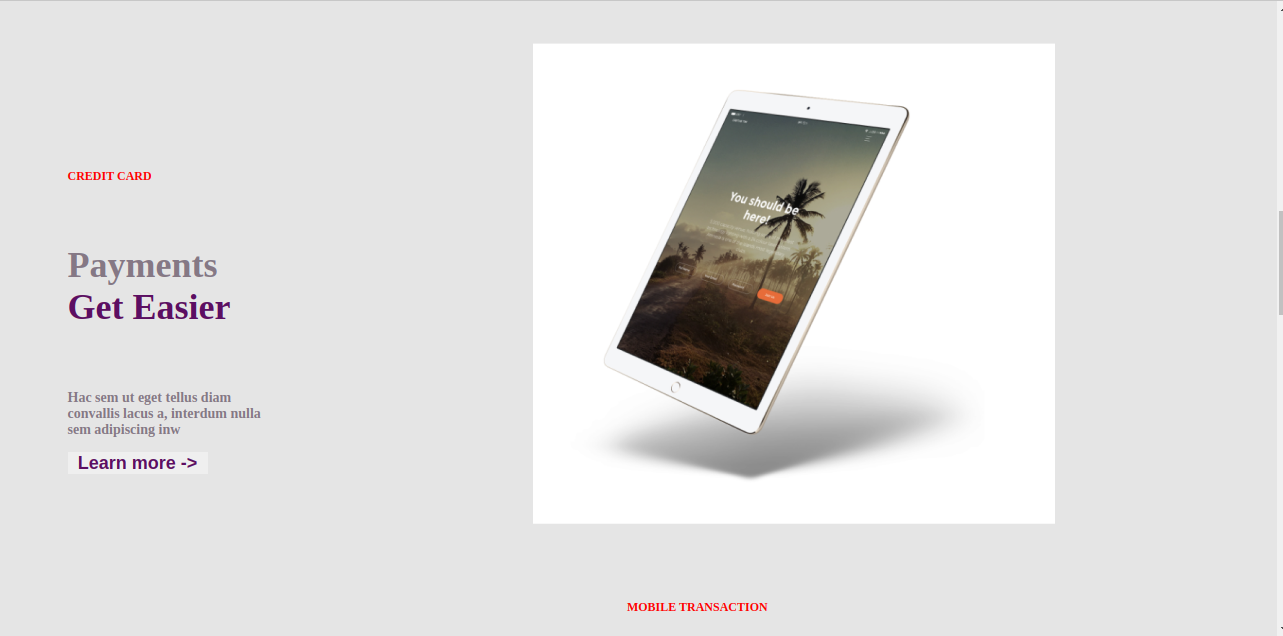 CREDIT CARD
Payments
Get Easier
Hac sem ut eget tellus diam
convallis lacus a, interdum nulla
sem adipiscing inw
Learn more ->
You should be
here!
MOBILE TRANSACTION